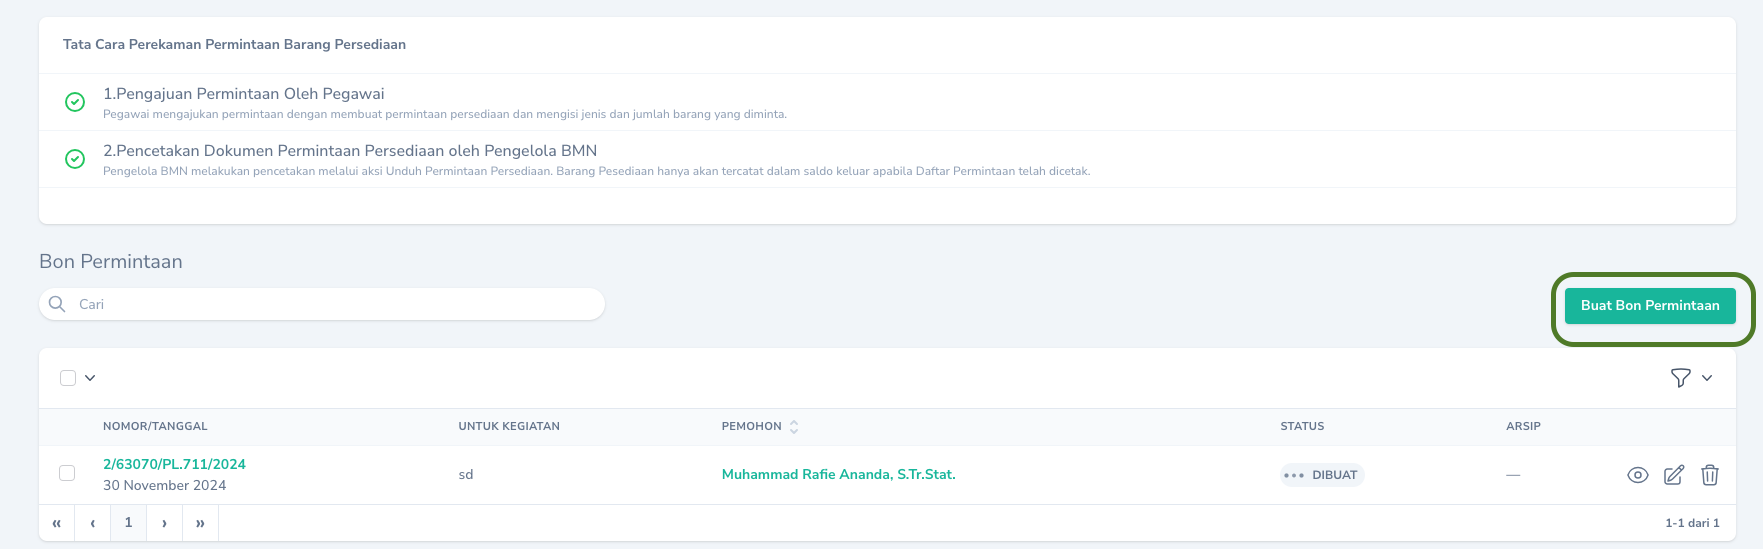 Tata Cara Perekaman Permintaan Barang Persediaan
1.Pengajuan Permintaan Oleh Pegawai
Pegawai mengajukan permintaan dengan membuat permintaan persediaan dan mengisi jenis dan jumlah barang yang diminta.
2.Pencetakan Dokumen Permintaan Persediaan oleh Pengelola BMN
Pengelola BMN melakukan pencetakan melalui aksi Unduh Permintaan Persediaan. Barang Pesediaan hanya akan tercatat dalam saldo keluar apabila Daftar Permintaan telah dicetak.
Bon Permintaan
Cari
Buat Bon Permintaan
NOMOR/TANGGAL UNTUK KEGIATAN PEMOHON STATUS ARSIP
2/63070/PL.711/2024
30 November 2024
sd Muhammad Rafie Ananda, S.Tr.Stat. DIBUAT —
« ‹ 1 › » 1-1 dari 1